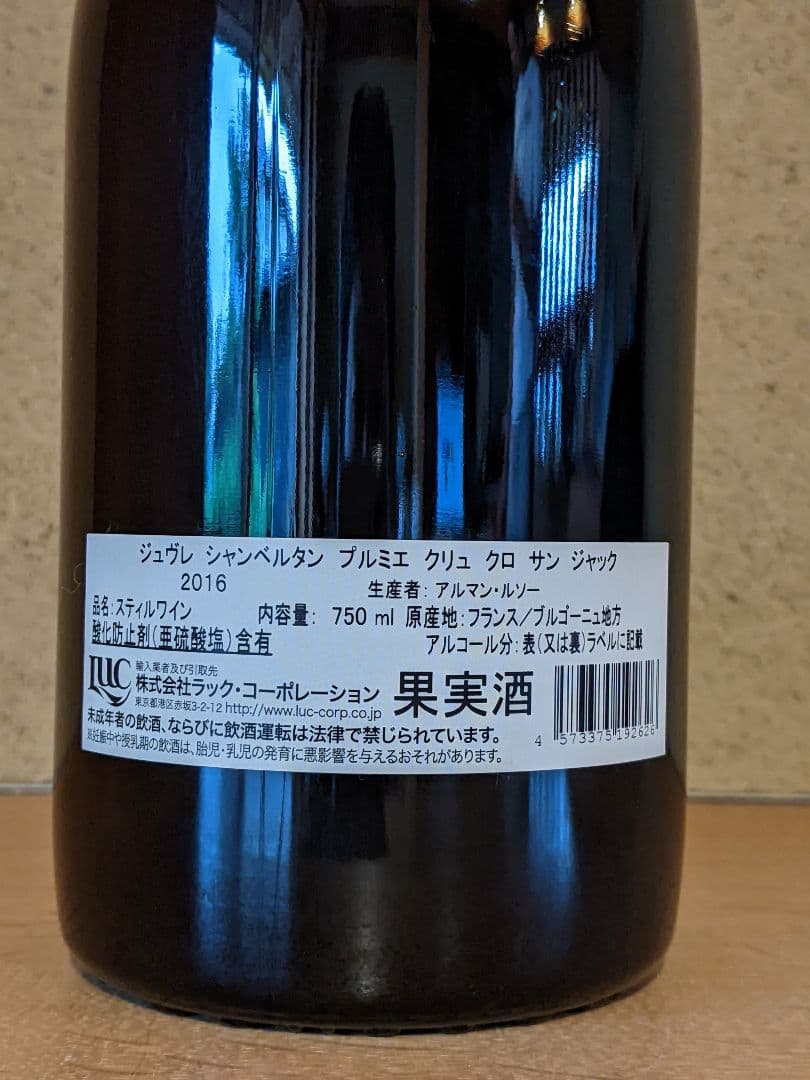 ジュヴレ シャンベルタン プルミエ クリュ クロ サン ジャック
2016 生産者: アルマン・ルソー
品名:スティルワイン 内容量: 750 ml 原産地:フランス/ブルゴーニュ地方
酸化防止剤(亜硫酸塩)含有 アルコール分:表(又は裏)ラベルに記載
LUC 輸入業者及び引取先
株式会社ラック・コーポレーション 果実酒
東京都港区赤坂3-2-12 http://www.luc-corp.co.jp
未成年者の飲酒、ならびに飲酒運転は法律で禁じられています。
妊娠中や授乳期の飲酒は、胎児・乳児の発育に悪影響を与えるおそれがあります。
4 573375 192626